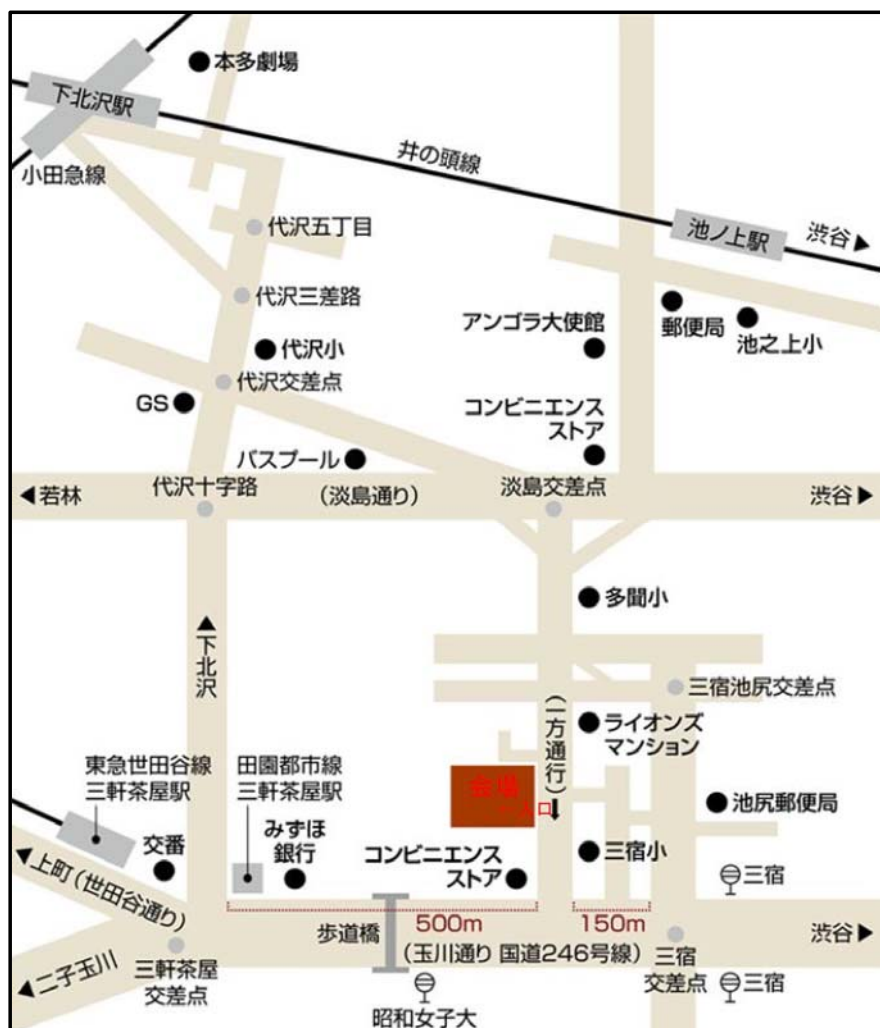 本多劇場
下北沢駅
小田急線
井の頭線
池ノ上駅
渋谷▶
代沢五丁目
代沢三差路
アンゴラ大使館
郵便局
池之上小
代沢小
代沢交差点
GS
コンビニエンス
ストア
バスプール
◀若林
代沢十字路
(淡島通り)
淡島交差点
渋谷▶
多聞小
▲下北沢
三宿池尻交差点
(一方通行)
ライオンズ
マンション
東急世田谷線
三軒茶屋駅
田園都市線
三軒茶屋駅
会場
入口
池尻郵便局
交番
みずほ
銀行
コンビニエンス
ストア
三宿小
三宿
◀上町(世田谷通り)
500m
150m
歩道橋
(玉川通り 国道246号線)
渋谷▶
◀二子玉川
三軒茶屋
交差点
三宿
交差点
三宿
昭和女子大